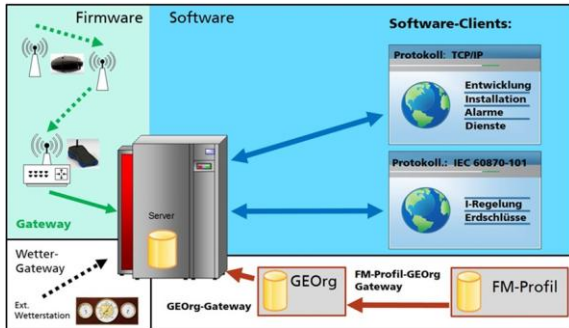 Firmware
Software
Software-Clients:
Protokoll: TCP/IP
Entwicklung
Installation
Alarme
Dienste
Protokoll.: IEC 60870-101
I-Regelung
Erdschlüsse
Server
Gateway
Wetter-
Gateway
Ext.
Wetterstation
GEOrg-Gateway
GEOrg
FM-Profil-GEOrg
Gateway
FM-Profil